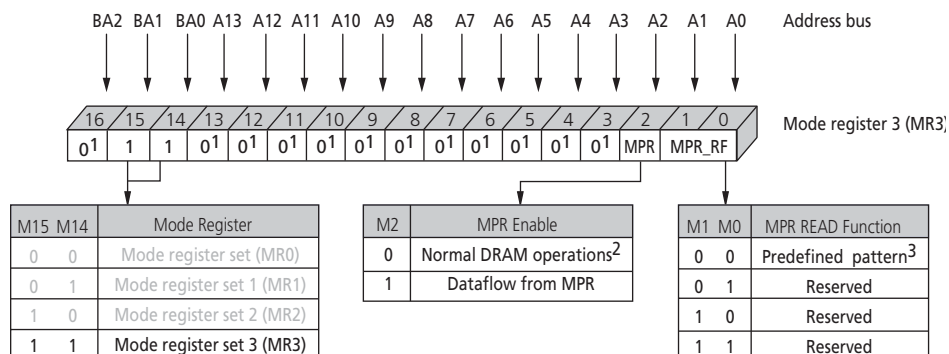 BA2 BA1 BA0 A13 A12 A11 A10 A9 A8 A7 A6 A5 A4 A3 A2 A1 A0 Address bus
16 15 14 13 12 11 10 9 8 7 6 5 4 3 2 1 0 Mode register 3 (MR3)
0¹ 1 1 0¹ 0¹ 0¹ 0¹ 0¹ 0¹ 0¹ 0¹ 0¹ 0¹ 0¹ MPR MPR_RF
M15 M14 Mode Register
0 0 Mode register set (MR0)
0 1 Mode register set 1 (MR1)
1 0 Mode register set 2 (MR2)
1 1 Mode register set 3 (MR3)
M2 MPR Enable
0 Normal DRAM operations²
1 Dataflow from MPR
M1 M0 MPR READ Function
0 0 Predefined pattern³
0 1 Reserved
1 0 Reserved
1 1 Reserved